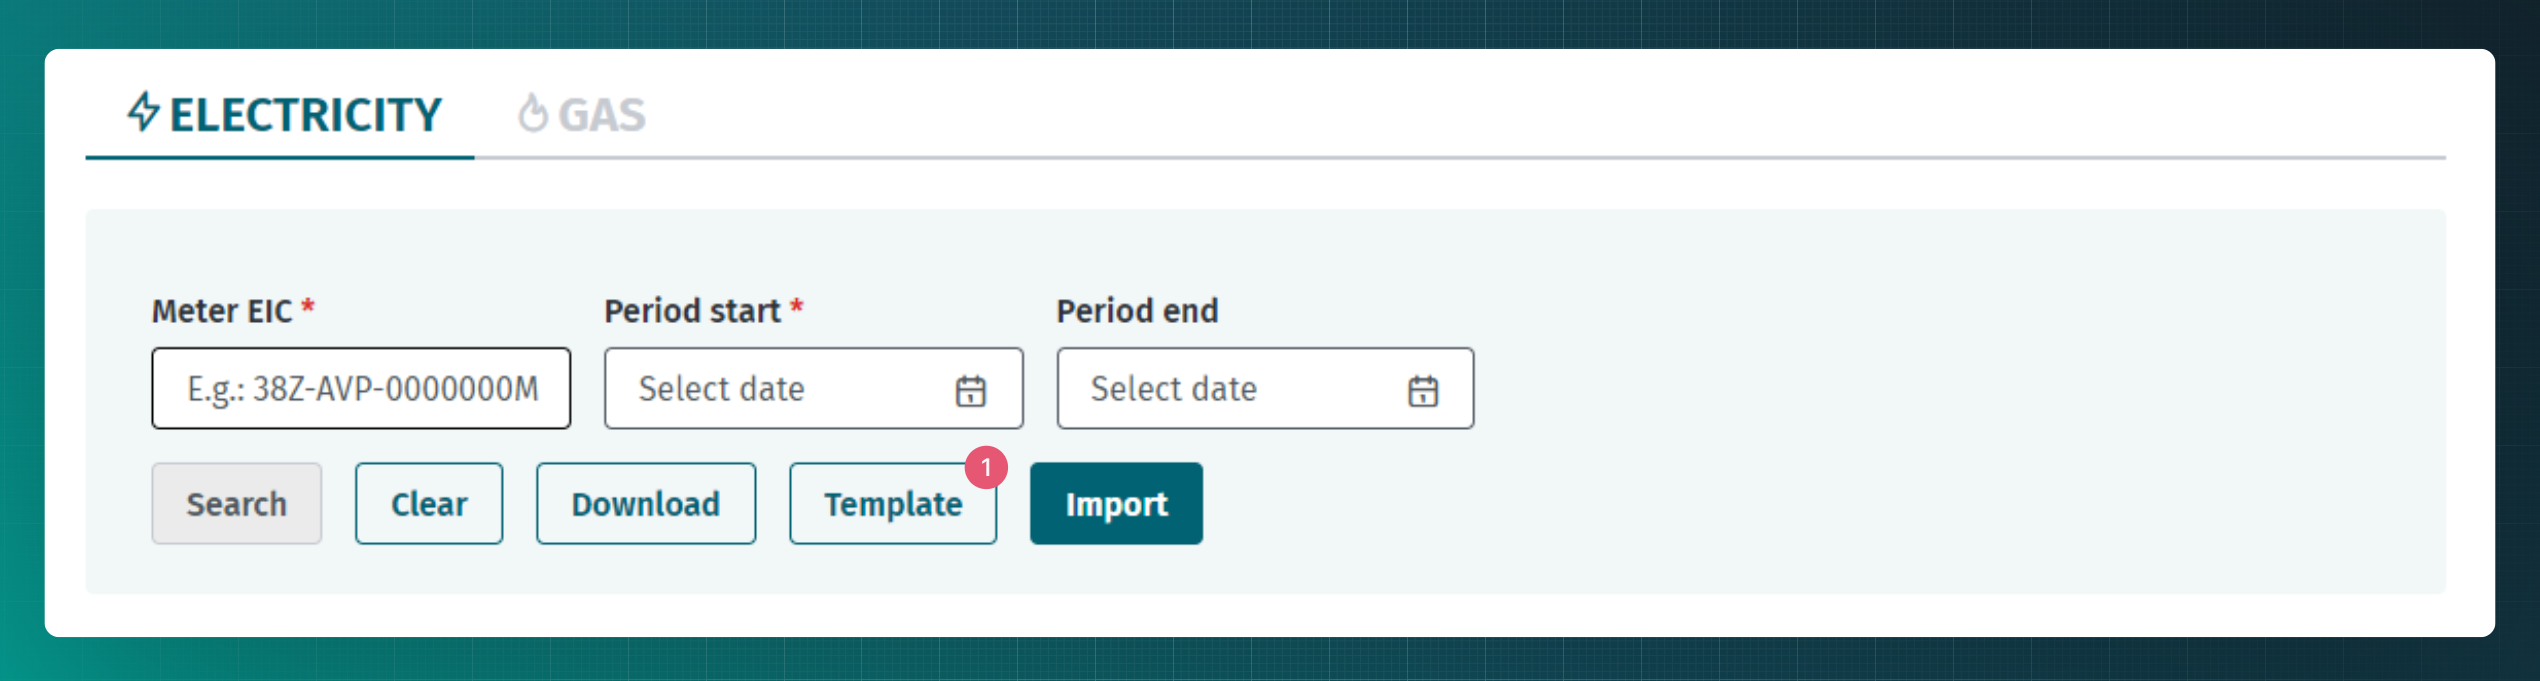 ELECTRICITY GAS
Meter EIC * Period start * Period end
E.g.: 38Z-AVP-0000000M Select date Select date
Search Clear Download Template 1 Import